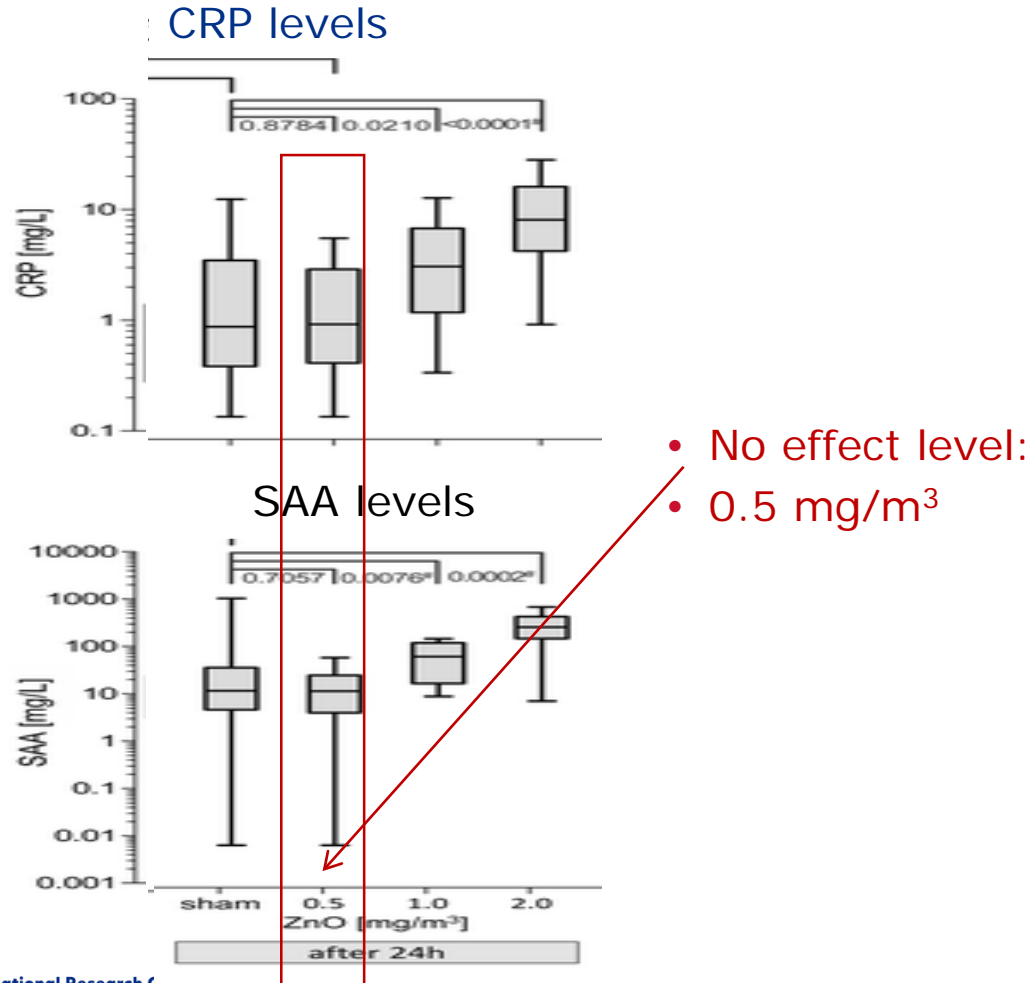 CRP levels
100
0.8784 0.0210 <0.0001#
10
CRP [mg/L]
1
0.1
• No effect level:
• 0.5 mg/m³
SAA levels
10000
0.7057 0.0076# 0.0002#
1000
100
SAA [mg/L]
10
1
0.1
0.01
0.001
sham 0.5 1.0 2.0
ZnO [mg/m³]
after 24h